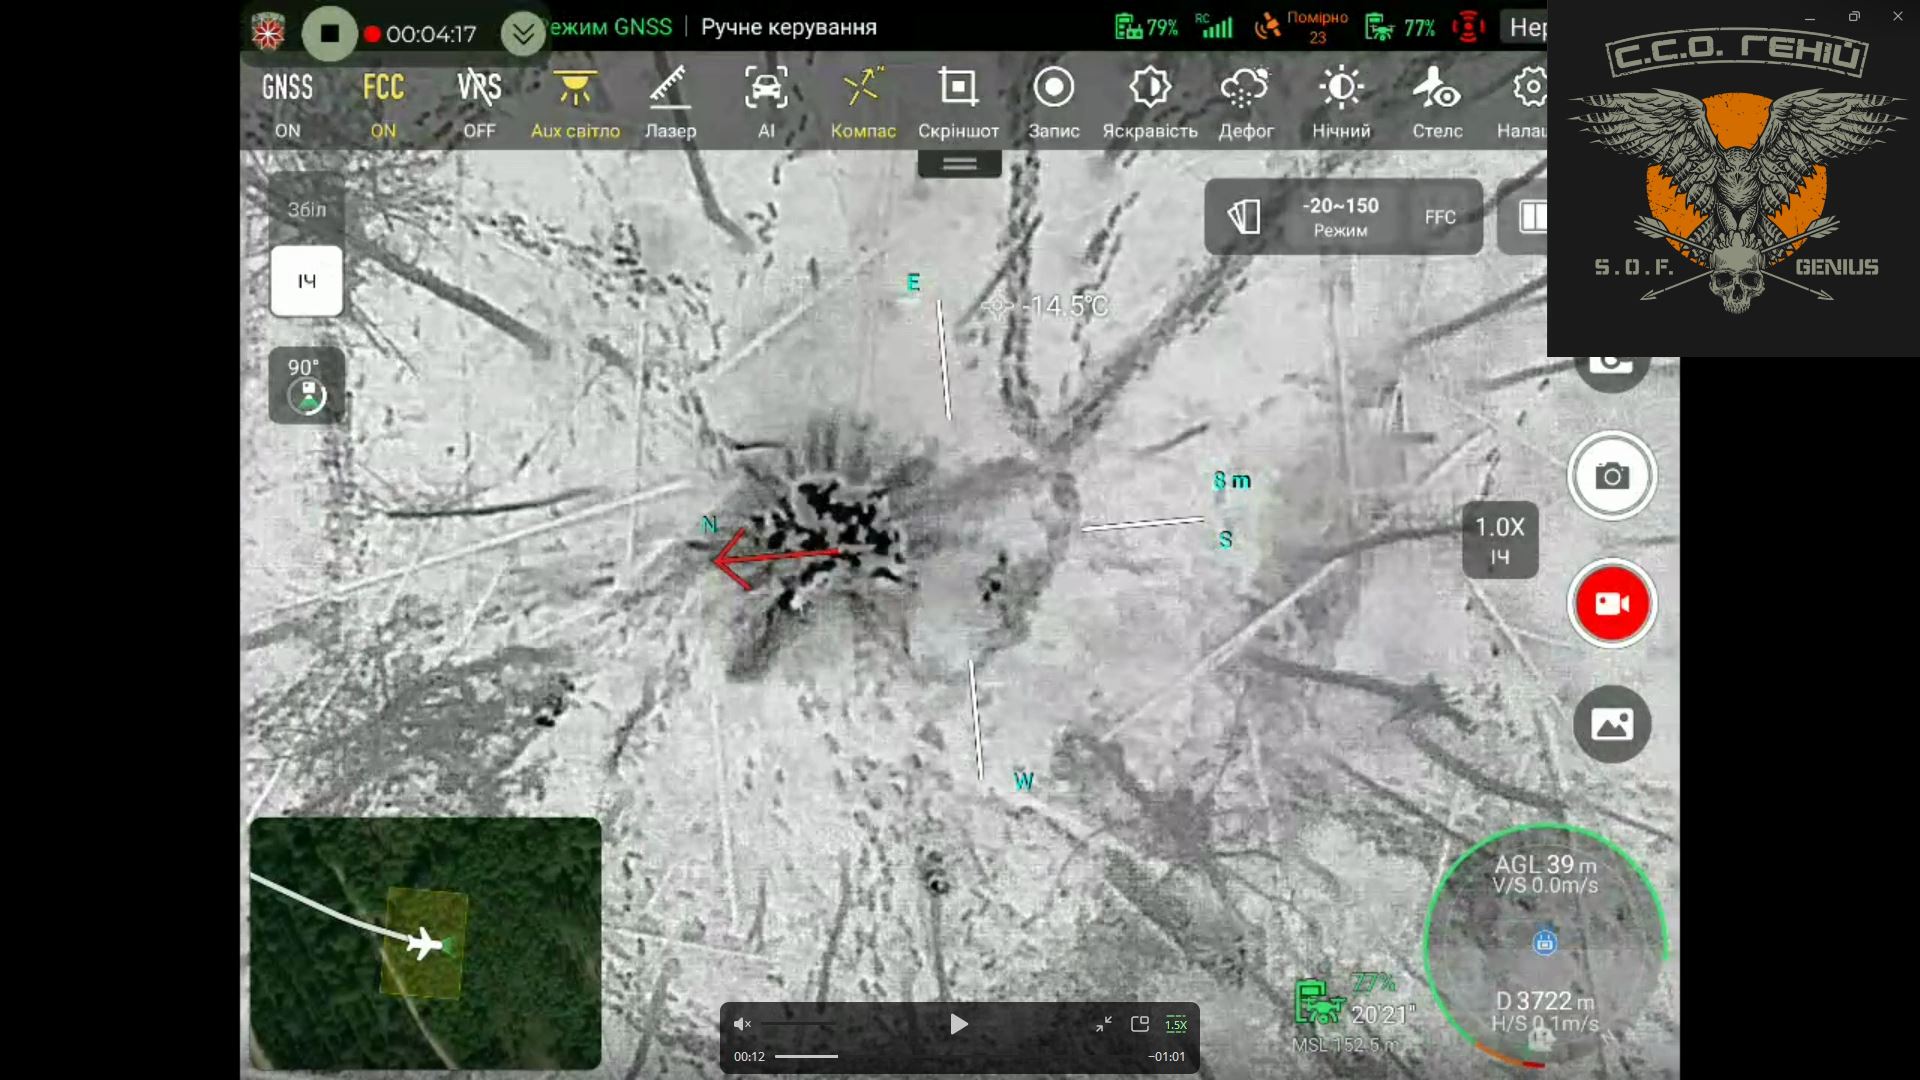 00:04:17
ежим GNSS | Ручне керування
79%
RC
Помірно
23
77%
Нер
GNSS
ON
FCC
ON
VRS
OFF
Aux світло
Лазер
AI
Компас
Скріншот
Запис
Яскравість
Дефог
Нічний
Стелс
Нала
С.С.О. ГЕНІЙ
S.O.F. GENIUS
Збіл
ІЧ
90°
-20~150
Режим
FFC
E
-14.5°C
N
8 m
S
W
1.0X
ІЧ
AGL 39 m
V/S 0.0m/s
D 3722 m
H/S 0.1m/s
77%
20'21"
MSL 152.5 m
1.5X
00:12
−01:01